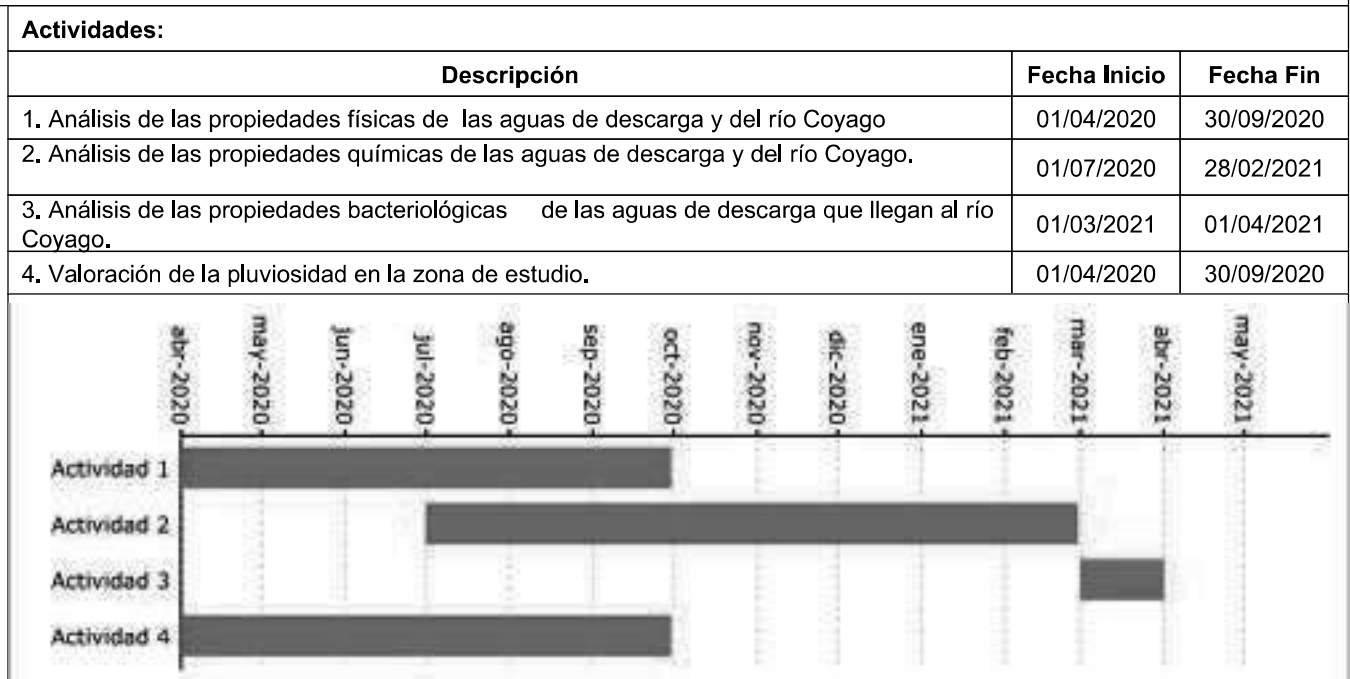 Actividades:
Descripción Fecha Inicio Fecha Fin
1. Análisis de las propiedades físicas de las aguas de descarga y del río Coyago 01/04/2020 30/09/2020
2. Análisis de las propiedades químicas de las aguas de descarga y del río Coyago. 01/07/2020 28/02/2021
3. Análisis de las propiedades bacteriológicas de las aguas de descarga que llegan al río
Coyago. 01/03/2021 01/04/2021
4. Valoración de la pluviosidad en la zona de estudio. 01/04/2020 30/09/2020
abr-2020 may-2020 jun-2020 jul-2020 ago-2020 sep-2020 oct-2020 nov-2020 dic-2020 ene-2021 feb-2021 mar-2021 abr-2021 may-2021
Actividad 1
Actividad 2
Actividad 3
Actividad 4